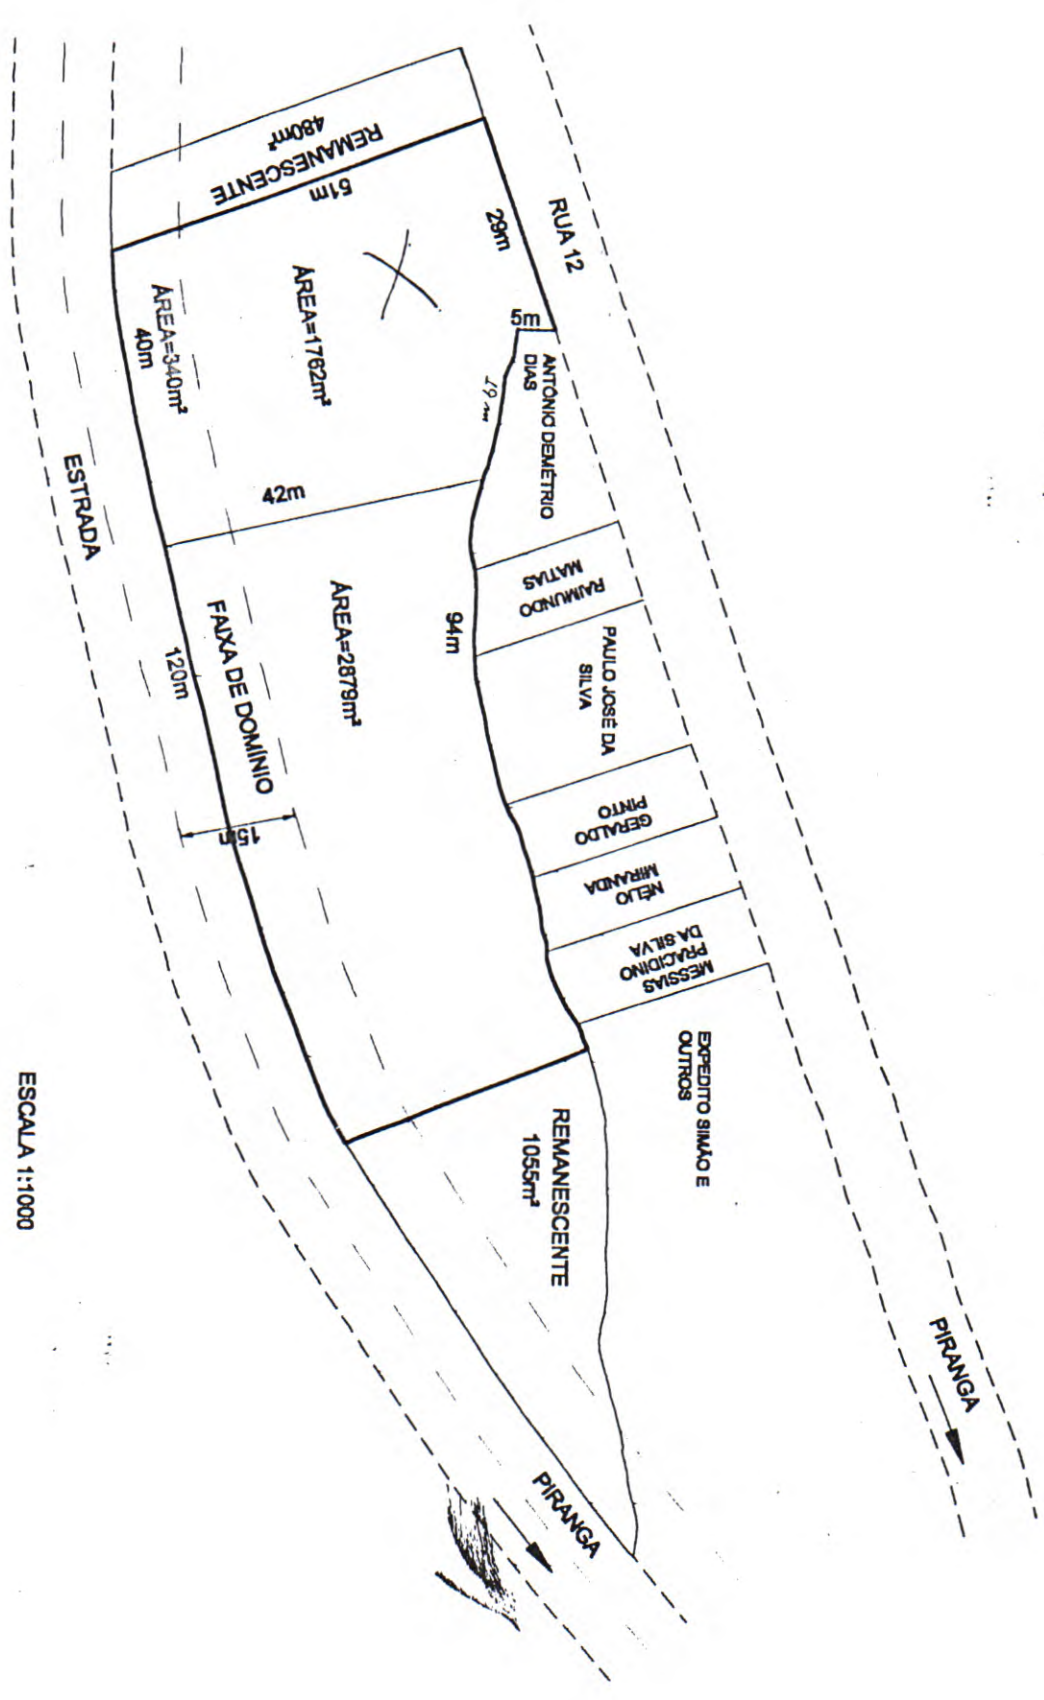 RUA 12
REMANESCENTE
480m²
51m
29m
5m
19m
ÁREA=1762m²
ÁREA=340m²
40m
ESTRADA
42m
ANTÔNIO DEMÉTRIO
DIAS
RAIMUNDO
MATIAS
94m
PAULO JOSÉ DA
SILVA
GERALDO
PINTO
NÉLIO
MIRANDA
MESSIAS
PRACIDINO
DA SILVA
EXPEDITO SIMÃO E
OUTROS
ÁREA=2879m²
FAIXA DE DOMÍNIO
120m
15m
REMANESCENTE
1055m²
PIRANGA
PIRANGA
ESCALA 1:1000